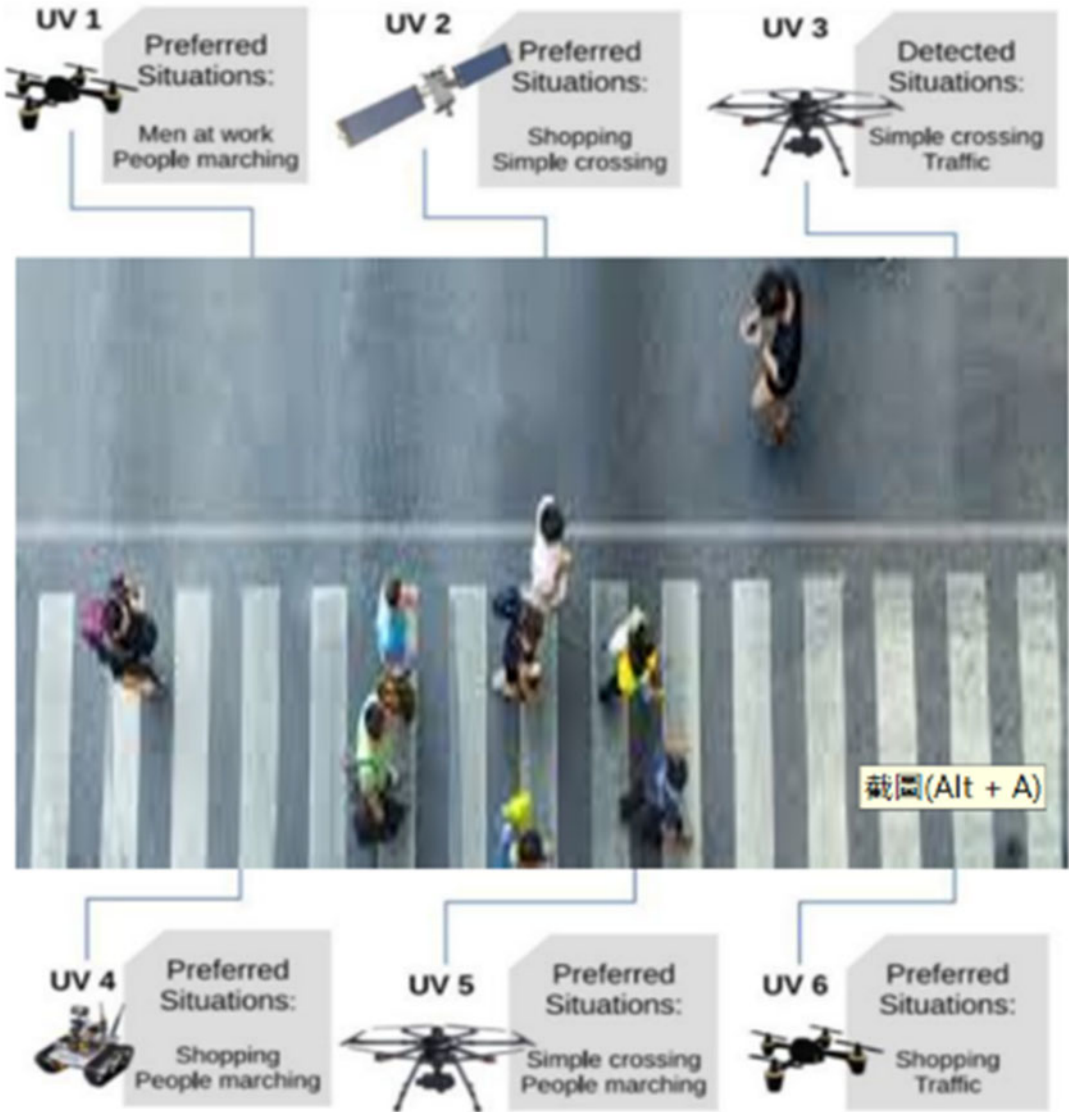 UV 1
Preferred
Situations:
Men at work
People marching
UV 2
Preferred
Situations:
Shopping
Simple crossing
UV 3
Detected
Situations:
Simple crossing
Traffic
截圖(Alt + A)
UV 4
Preferred
Situations:
Shopping
People marching
UV 5
Preferred
Situations:
Simple crossing
People marching
UV 6
Preferred
Situations:
Shopping
Traffic